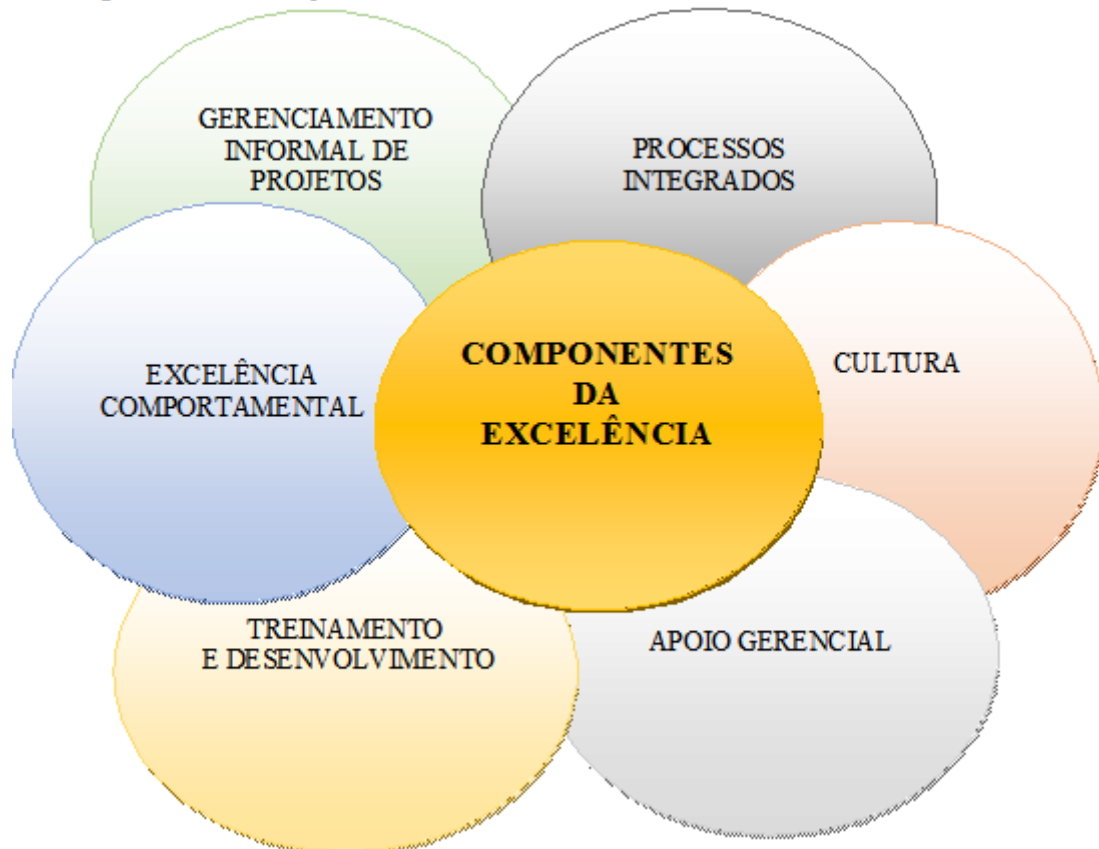 GERENCIAMENTO
INFORMAL DE
PROJETOS
PROCESSOS
INTEGRADOS
EXCELÊNCIA
COMPORTAMENTAL
COMPONENTES
DA
EXCELÊNCIA
CULTURA
TREINAMENTO
E DESENVOLVIMENTO
APOIO GERENCIAL